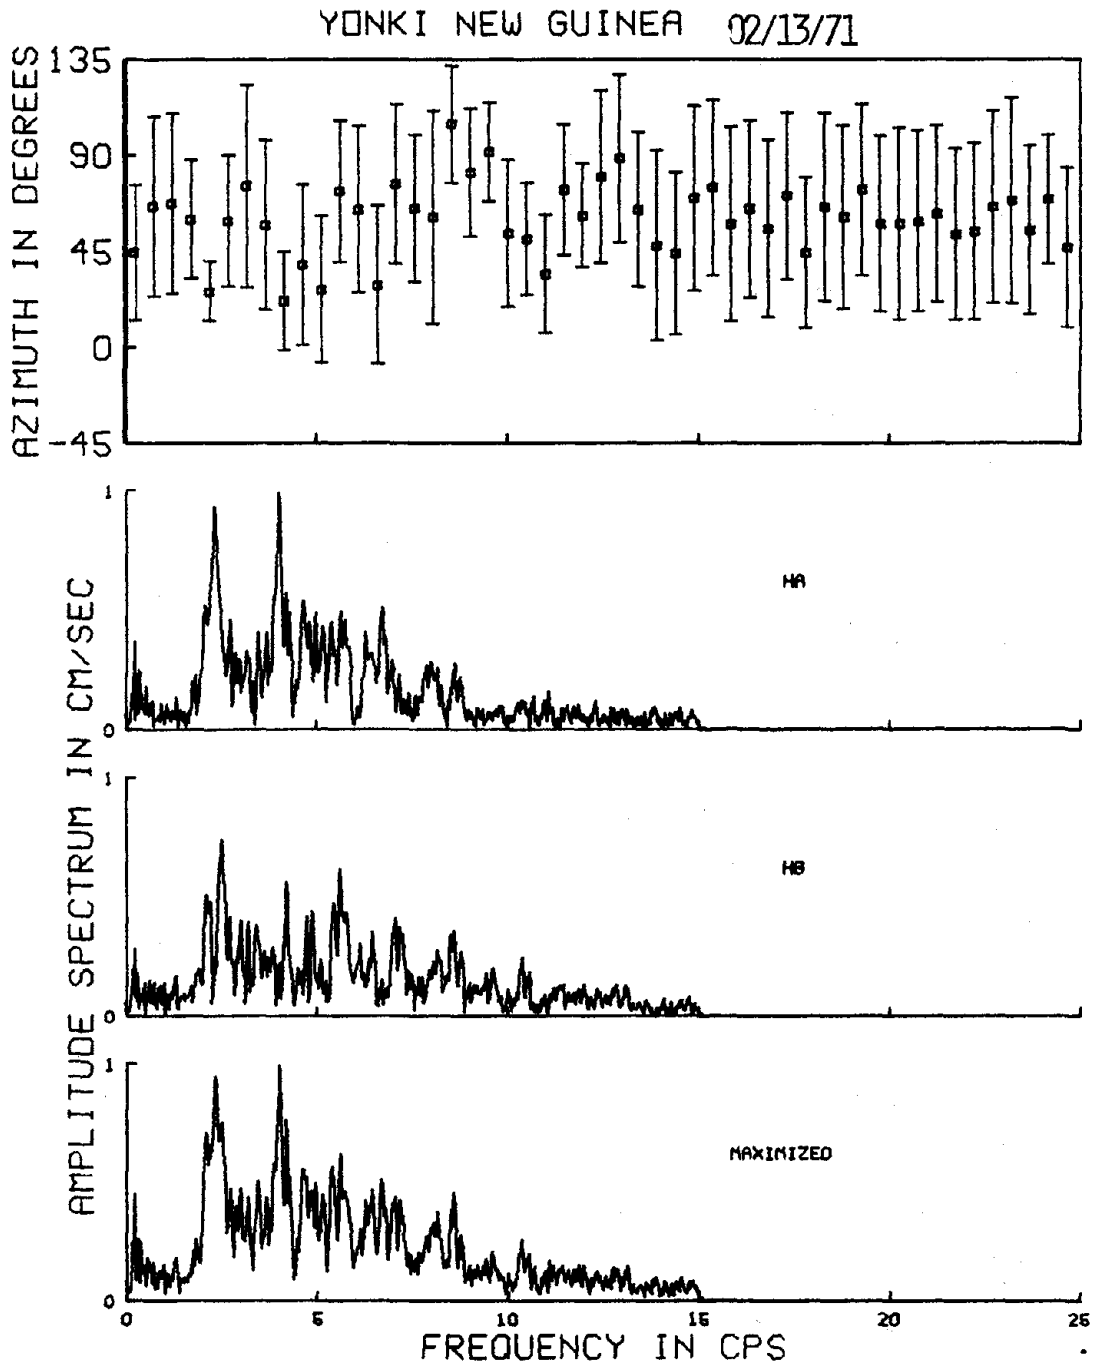 YONKI NEW GUINEA 02/13/71
AZIMUTH IN DEGREES
135
90
45
0
-45
AMPLITUDE SPECTRUM IN CM/SEC
1
HA
0
1
HB
0
1
MAXIMIZED
0
0 5 10 15 20 25
FREQUENCY IN CPS